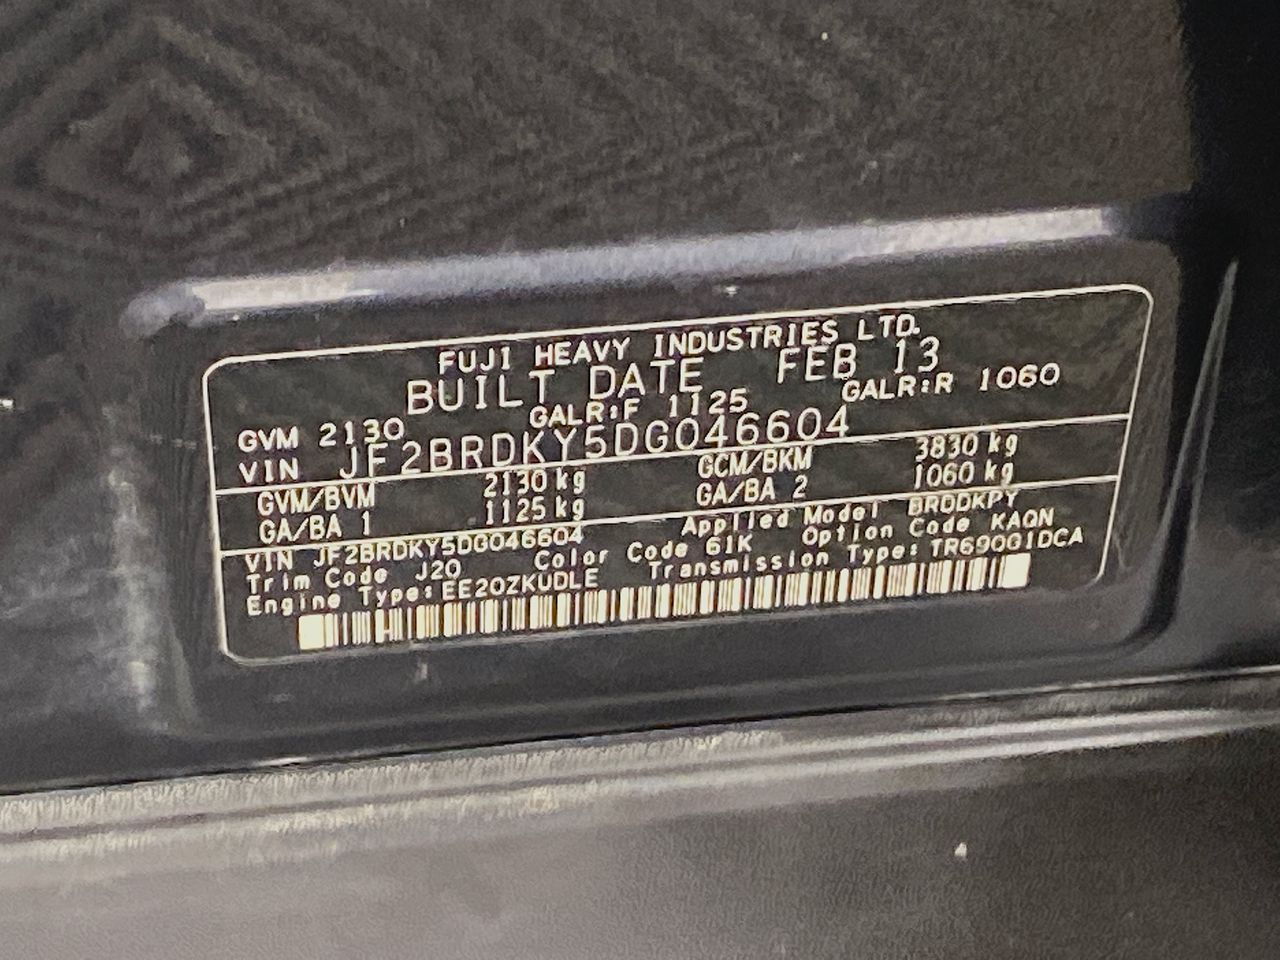 FUJI HEAVY INDUSTRIES LTD.
BUILT DATE FEB 13
GVM 2130 GALR:F 1125 GALR:R 1060
VIN JF2BRDKY5DG046604
GVM/BVM 2130 kg GCM/BKM 3830 kg
GA/BA 1 1125 kg GA/BA 2 1060 kg
VIN JF2BRDKY5DG046604 Applied Model BRDDKPY
Trim Code J20 Color Code 61K Option Code KAQN
Engine Type:EE20ZKUDLE Transmission Type:TR690G1DCA